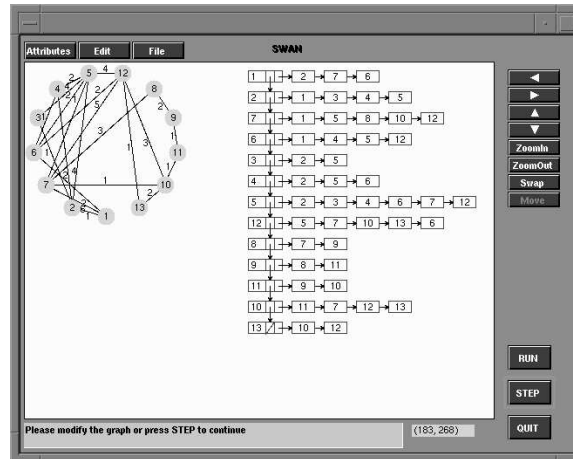 SWAN
Attributes Edit File
1 2 7 6
2 1 3 4 5
7 1 5 8 10 12
6 1 4 5 12
3 2 5
4 2 5 6
5 2 3 4 6 7 12
12 5 7 10 13 6
8 7 9
9 8 11
11 9 10
10 11 7 12 13
13 10 12
ZoomIn
ZoomOut
Swap
Move
RUN
STEP
QUIT
Please modify the graph or press STEP to continue
(183, 268)